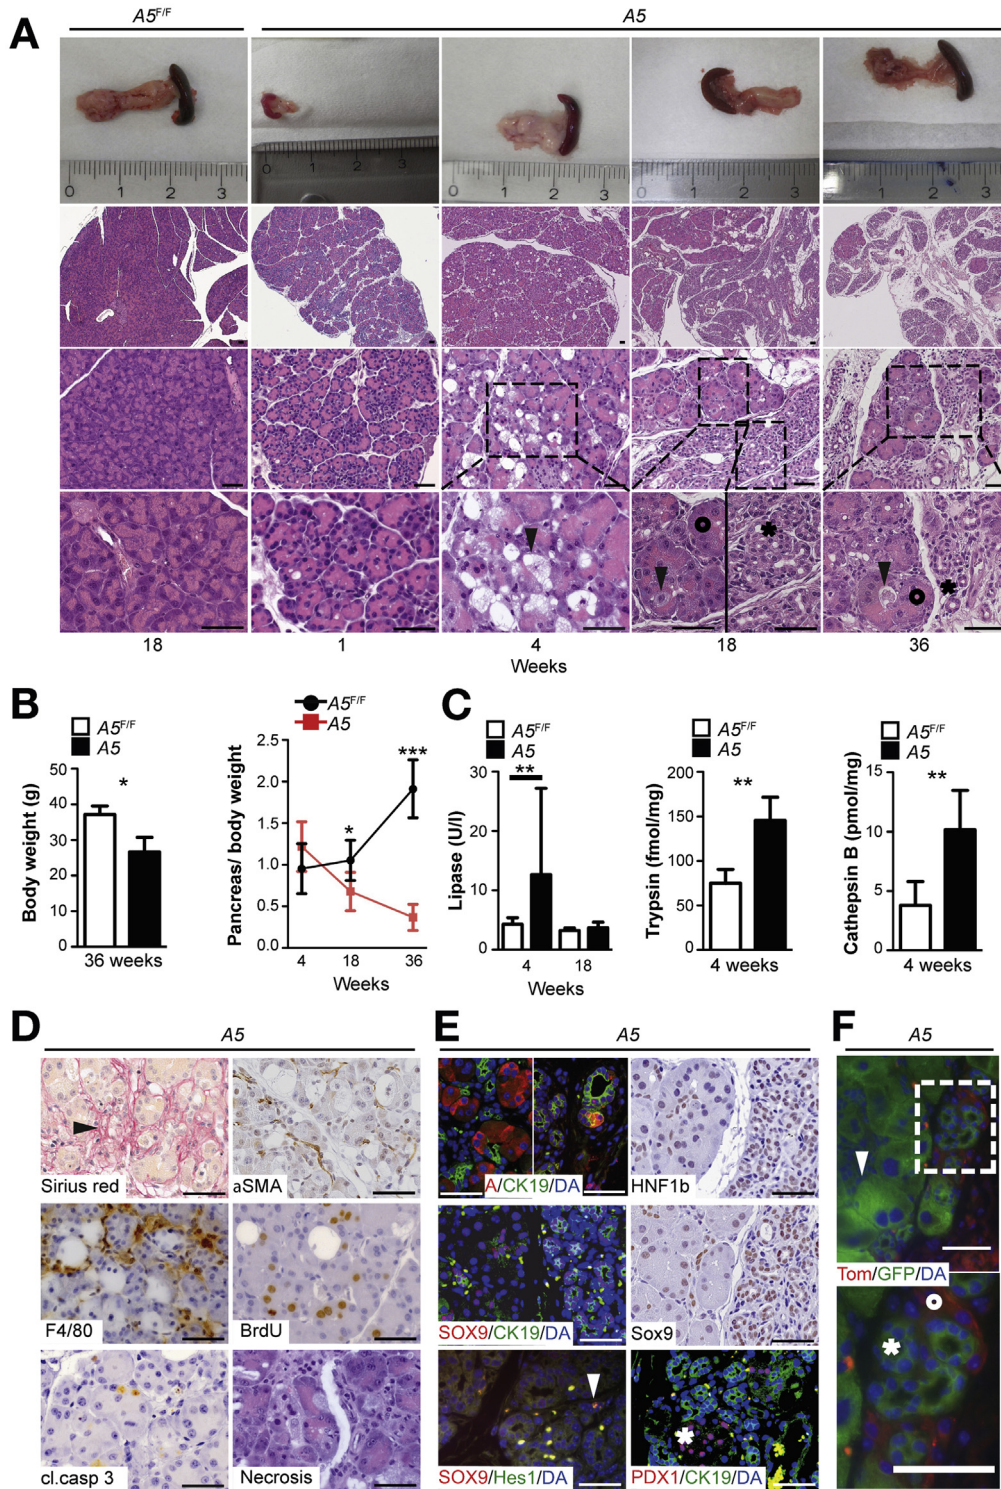 A5F/F
A5
A
0 1 2 3
0 1 2 3
0 1 2 3
0 1 2 3
0 1 2 3
18
1
4
18
36
Weeks
B
A5F/F
A5
Body weight (g)
50
40
30
20
10
0
*
36 weeks
A5F/F
A5
Pancreas/ body weight
2.5
2.0
1.5
1.0
0.5
0.0
*
***
4 18 36
Weeks
C
A5F/F
A5
Lipase (U/l)
30
20
10
0
**
4 18
Weeks
A5F/F
A5
Trypsin (fmol/mg)
200
150
100
50
0
**
4 weeks
A5F/F
A5
Cathepsin B (pmol/mg)
15
10
5
0
**
4 weeks
D
A5
Sirius red
aSMA
F4/80
BrdU
cl.casp 3
Necrosis
E
A5
A/CK19/DA
HNF1b
SOX9/CK19/DA
Sox9
SOX9/Hes1/DA
PDX1/CK19/DA
F
A5
Tom/GFP/DA